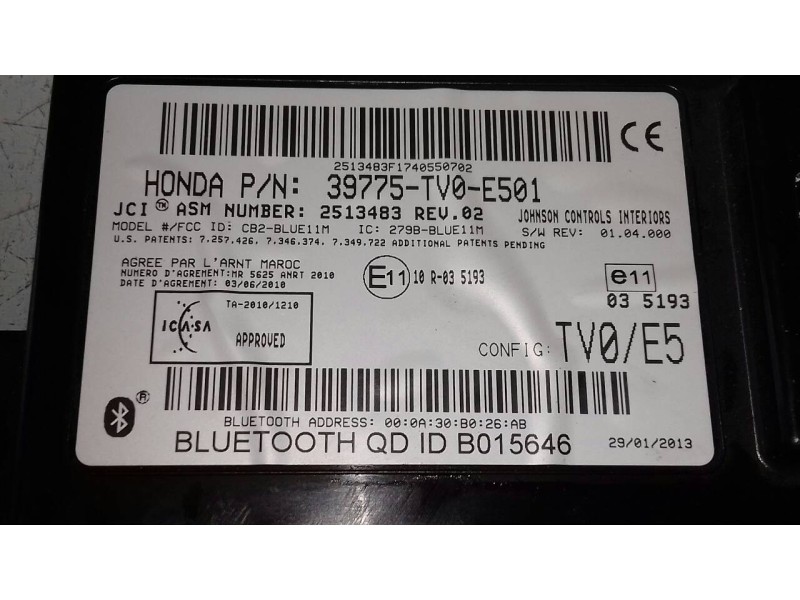 2513483F1740550702
HONDA P/N: 39775-TV0-E501
JCI™ ASM NUMBER: 2513483 REV.02 JOHNSON CONTROLS INTERIORS
MODEL #/FCC ID: CB2-BLUE11M IC: 279B-BLUE11M S/W REV: 01.04.000
U.S. PATENTS: 7.257.426, 7.346.374, 7.349.722 ADDITIONAL PATENTS PENDING
AGREE PAR L'ARNT MAROC
NUMERO D'AGREMENT:MR 5625 ANRT 2010
DATE D'AGREMENT: 03/06/2010
E11 10 R-03 5193
e11
03 5193
TA-2010/1210
ICASA
APPROVED
CONFIG: TV0/E5
®
BLUETOOTH ADDRESS: 00:0A:30:B0:26:AB
BLUETOOTH QD ID B015646
29/01/2013
CE